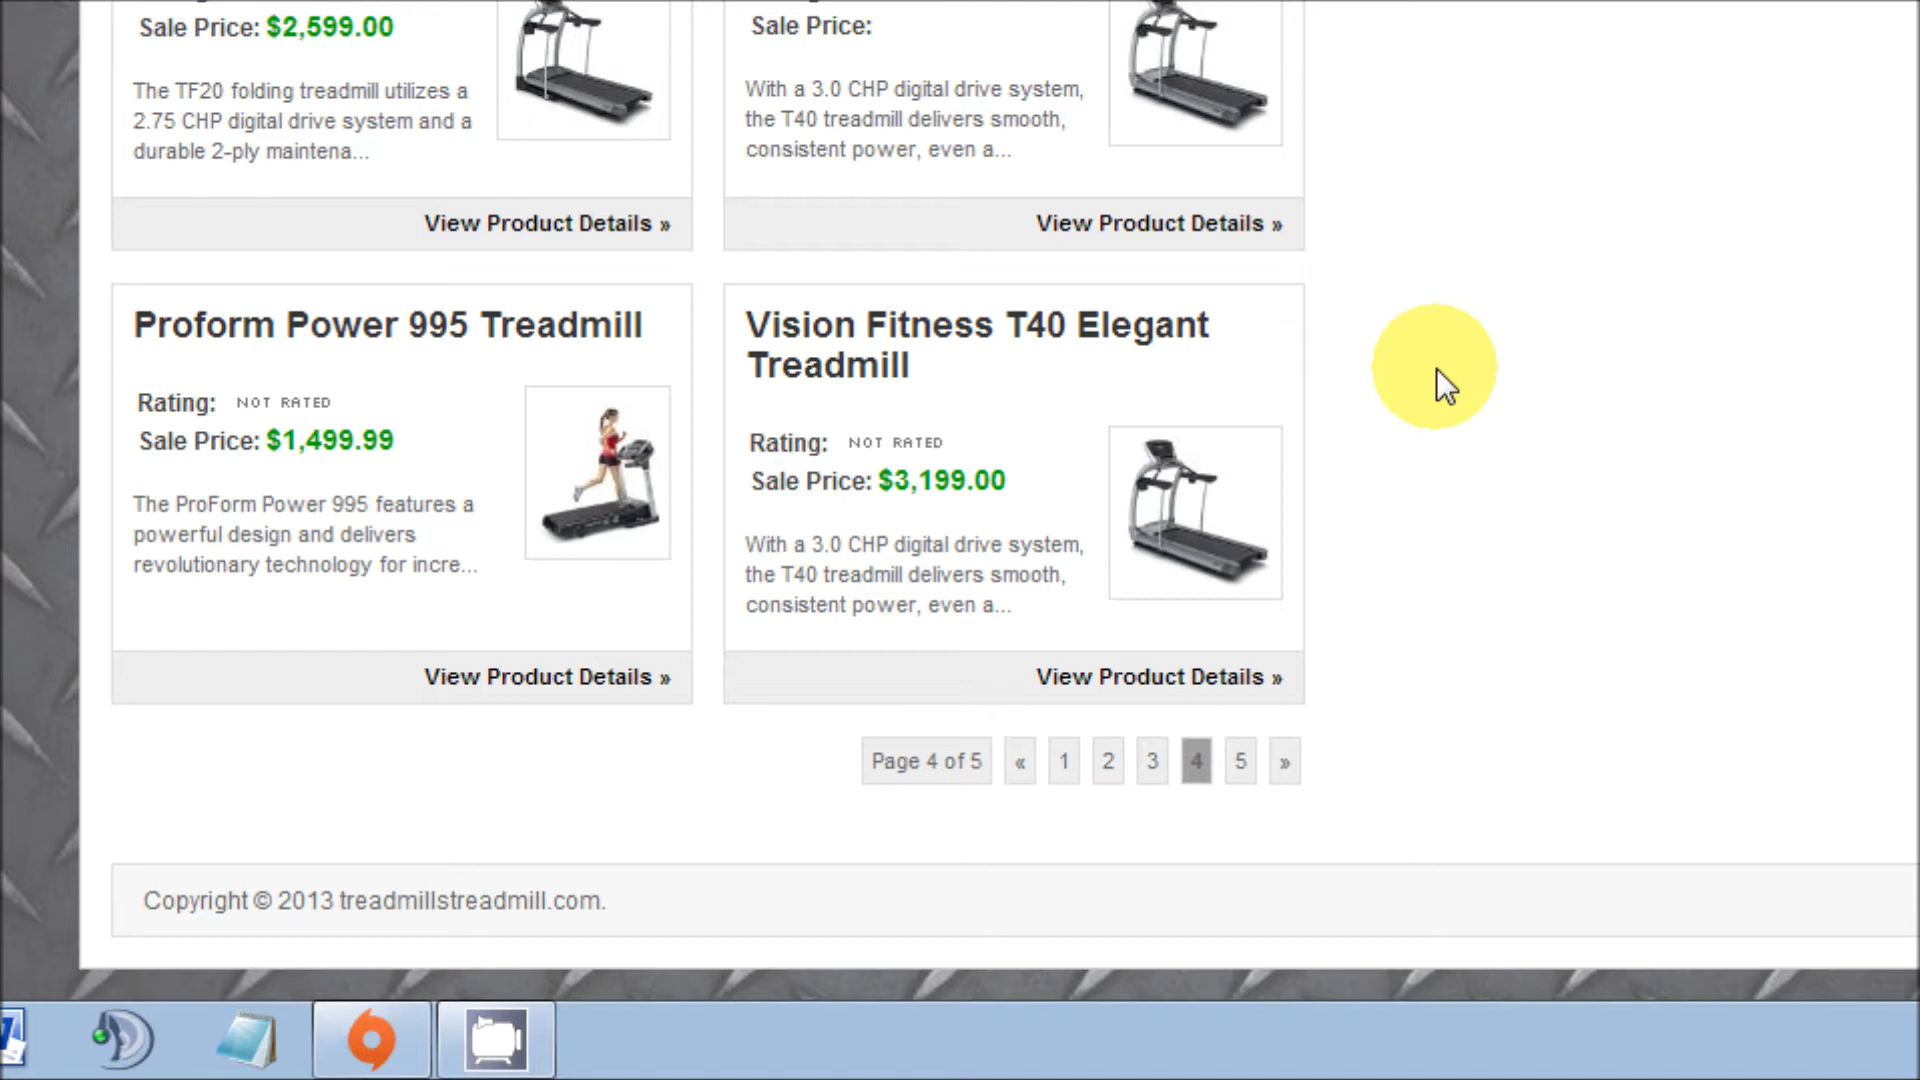 Sale Price: $2,599.00
The TF20 folding treadmill utilizes a
2.75 CHP digital drive system and a
durable 2-ply maintena...
View Product Details »
Sale Price:
With a 3.0 CHP digital drive system,
the T40 treadmill delivers smooth,
consistent power, even a...
View Product Details »
Proform Power 995 Treadmill
Rating: NOT RATED
Sale Price: $1,499.99
The ProForm Power 995 features a
powerful design and delivers
revolutionary technology for incre...
View Product Details »
Vision Fitness T40 Elegant
Treadmill
Rating: NOT RATED
Sale Price: $3,199.00
With a 3.0 CHP digital drive system,
the T40 treadmill delivers smooth,
consistent power, even a...
View Product Details »
Page 4 of 5 « 1 2 3 4 5 »
Copyright © 2013 treadmillstreadmill.com.